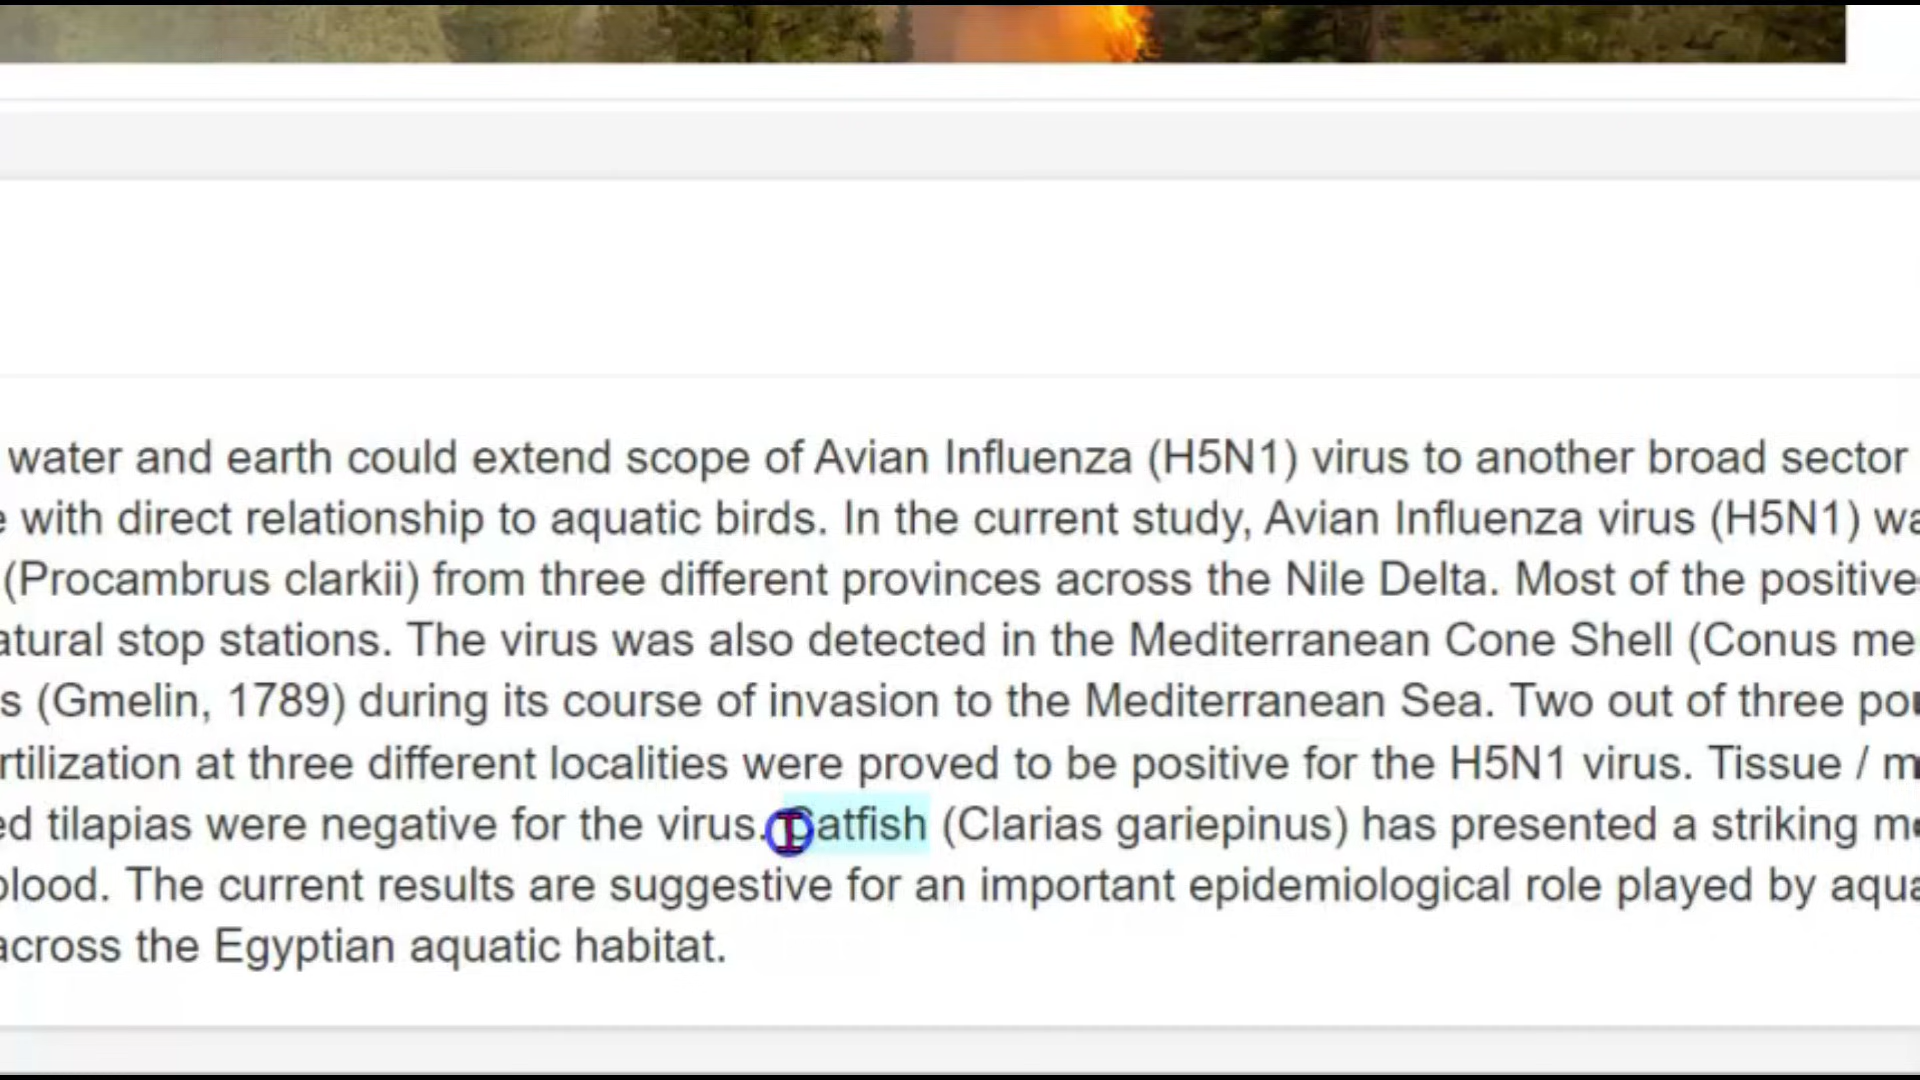 water and earth could extend scope of Avian Influenza (H5N1) virus to another broad sector
with direct relationship to aquatic birds. In the current study, Avian Influenza virus (H5N1)
(Procambrus clarkii) from three different provinces across the Nile Delta. Most of the positive
stop stations. The virus was also detected in the Mediterranean Cone Shell (Conus
(Gmelin, 1789) during its course of invasion to the Mediterranean Sea. Two out of three
at three different localities were proved to be positive for the H5N1 virus. Tissue /
tilapias were negative for the virus. Catfish (Clarias gariepinus) has presented a striking
blood. The current results are suggestive for an important epidemiological role played by
across the Egyptian aquatic habitat.